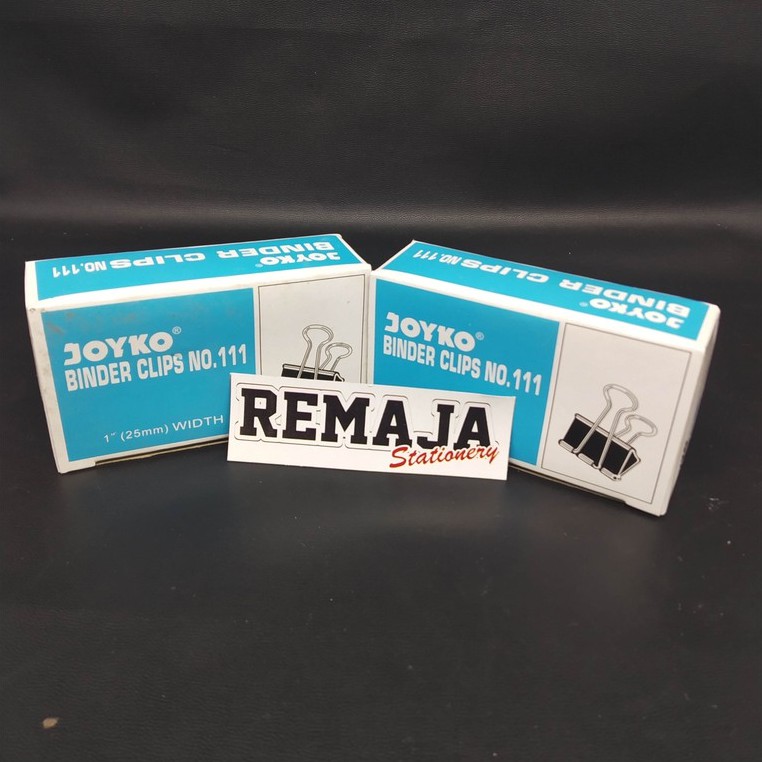 JOYKO®
BINDER CLIPS NO.111
JOYKO®
BINDER CLIPS NO.111
1" (25mm) WIDTH
JOYKO®
BINDER CLIPS NO.111
JOYKO®
BINDER CLIPS NO.111
REMAJA
Stationery